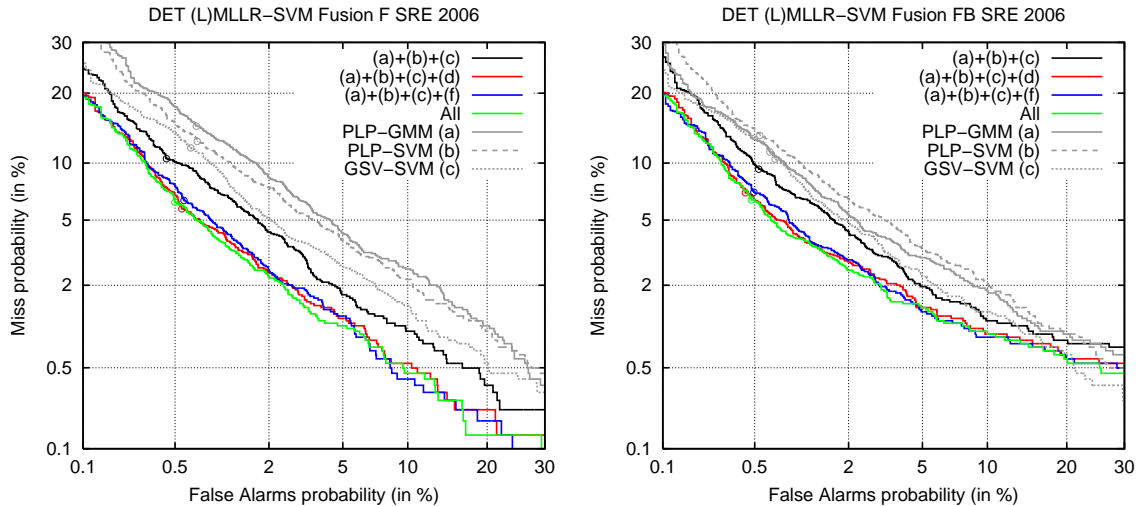 DET (L)MLLR−SVM Fusion F SRE 2006
30
20
10
5
2
0.5
0.1
Miss probability (in %)
(a)+(b)+(c)
(a)+(b)+(c)+(d)
(a)+(b)+(c)+(f)
All
PLP−GMM (a)
PLP−SVM (b)
GSV−SVM (c)
0.1 0.5 2 5 10 20 30
False Alarms probability (in %)
DET (L)MLLR−SVM Fusion FB SRE 2006
30
20
10
5
2
0.5
0.1
Miss probability (in %)
(a)+(b)+(c)
(a)+(b)+(c)+(d)
(a)+(b)+(c)+(f)
All
PLP−GMM (a)
PLP−SVM (b)
GSV−SVM (c)
0.1 0.5 2 5 10 20 30
False Alarms probability (in %)